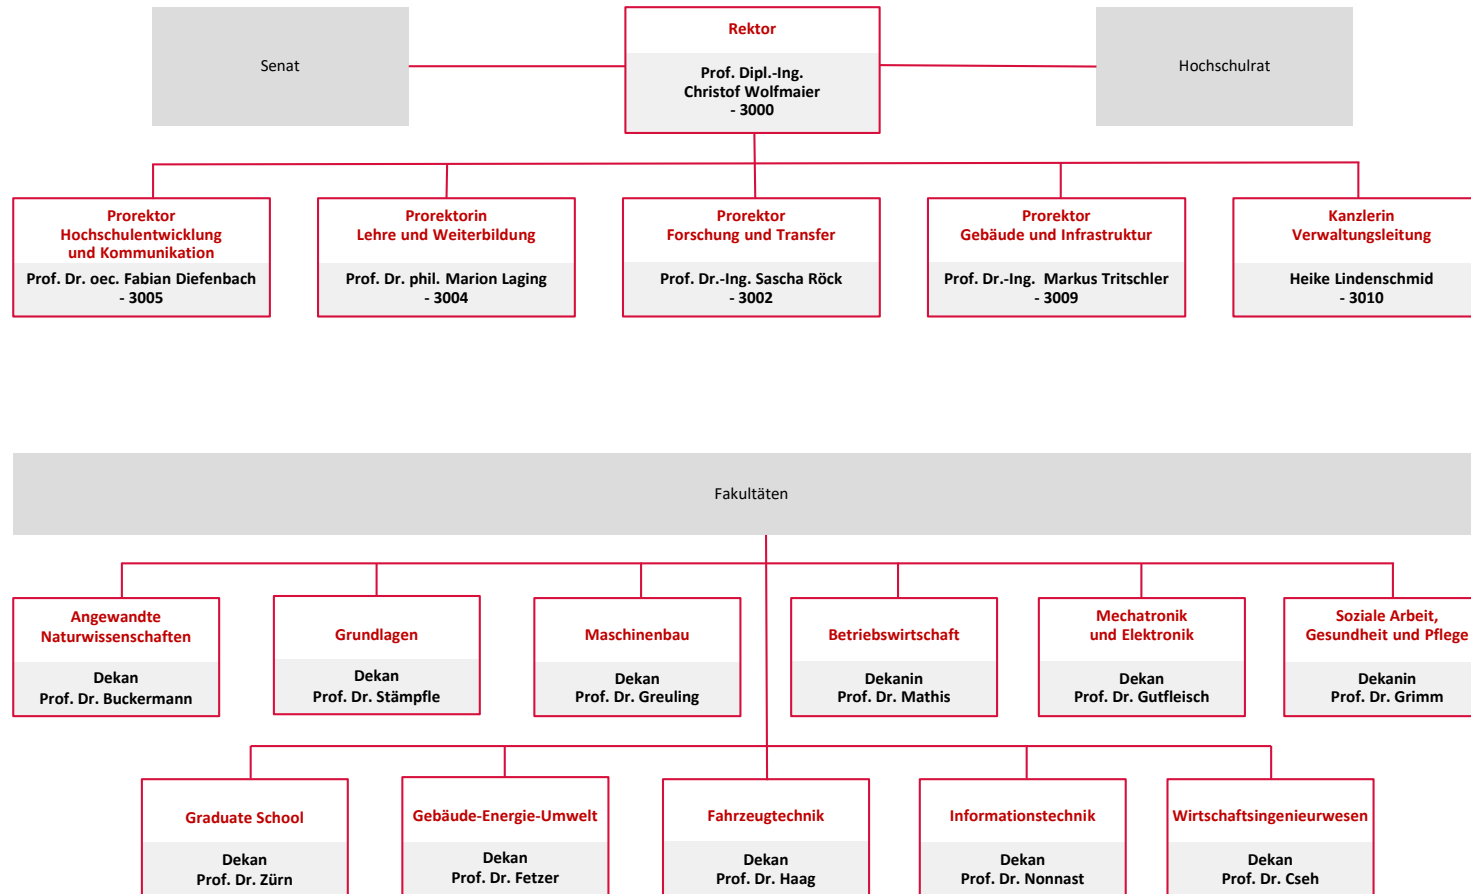 Rektor
Prof. Dipl.-Ing.
Christof Wolfmaier
- 3000
Senat
Hochschulrat
Prorektor
Hochschulentwicklung
und Kommunikation
Prof. Dr. oec. Fabian Diefenbach
- 3005
Prorektorin
Lehre und Weiterbildung
Prof. Dr. phil. Marion Laging
- 3004
Prorektor
Forschung und Transfer
Prof. Dr.-Ing. Sascha Röck
- 3002
Prorektor
Gebäude und Infrastruktur
Prof. Dr.-Ing. Markus Tritschler
- 3009
Kanzlerin
Verwaltungsleitung
Heike Lindenschmid
- 3010
Fakultäten
Angewandte
Naturwissenschaften
Dekan
Prof. Dr. Buckermann
Grundlagen
Dekan
Prof. Dr. Stämpfle
Maschinenbau
Dekan
Prof. Dr. Greuling
Betriebswirtschaft
Dekanin
Prof. Dr. Mathis
Mechatronik
und Elektronik
Dekan
Prof. Dr. Gutfleisch
Soziale Arbeit,
Gesundheit und Pflege
Dekanin
Prof. Dr. Grimm
Graduate School
Dekan
Prof. Dr. Zürn
Gebäude-Energie-Umwelt
Dekan
Prof. Dr. Fetzer
Fahrzeugtechnik
Dekan
Prof. Dr. Haag
Informationstechnik
Dekan
Prof. Dr. Nonnast
Wirtschaftsingenieurwesen
Dekan
Prof. Dr. Cseh